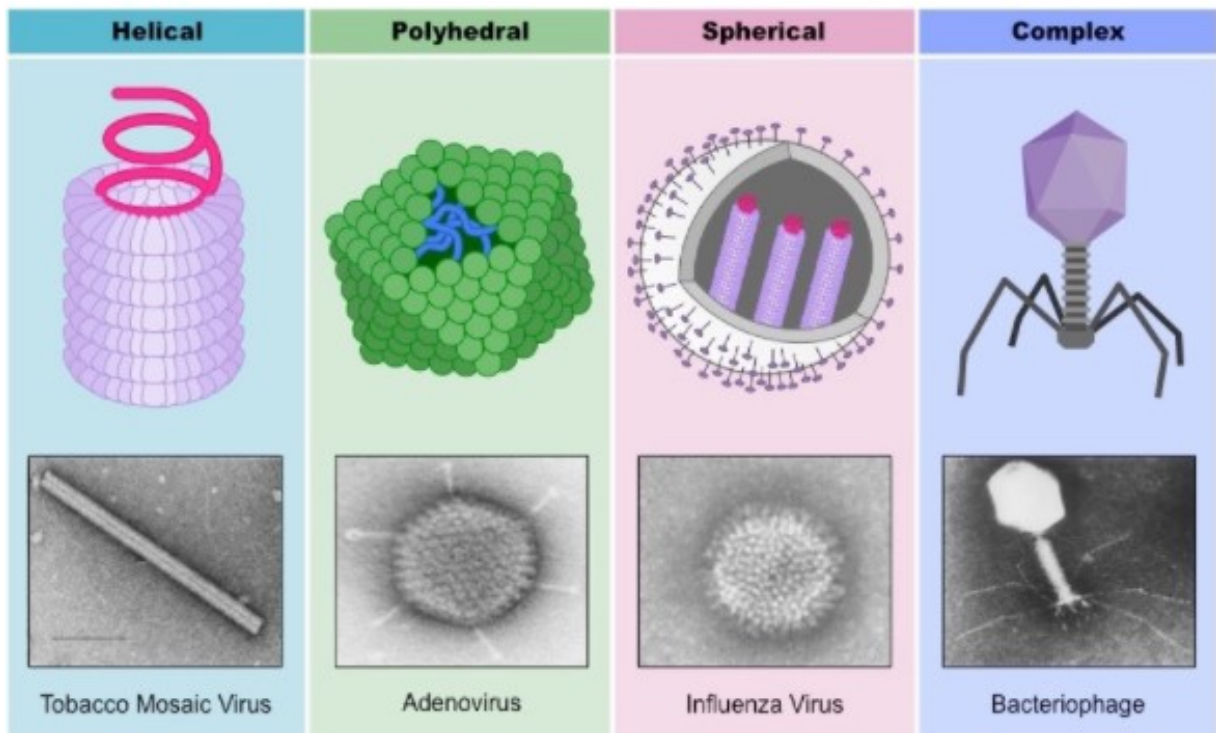 Helical
Polyhedral
Spherical
Complex
Tobacco Mosaic Virus
Adenovirus
Influenza Virus
Bacteriophage